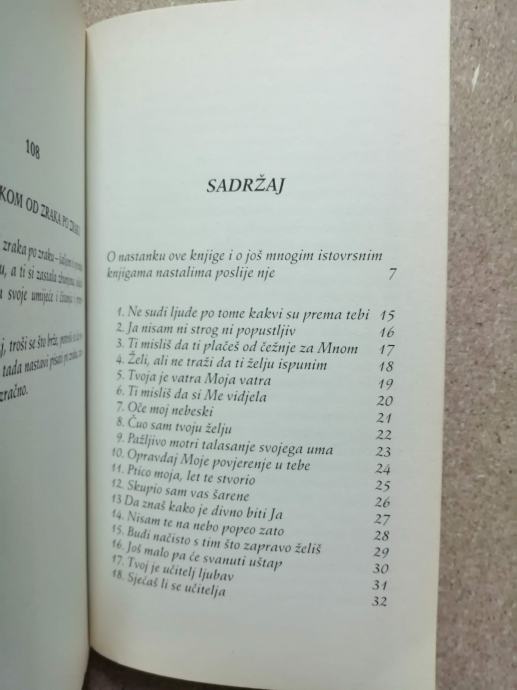 108
KOM OD ZRAKA PO ZRAKU
zraka po zraku
u, a ti si zastala
svoje umijeće i čitanja i
j, troši se što brže,
tada nastavi pisati po zraku,
zračno.
SADRŽAJ
O nastanku ove knjige i o još mnogim istovrsnim
knjigama nastalima poslije nje 7
1. Ne sudi ljude po tome kakvi su prema tebi 15
2. Ja nisam ni strog ni popustljiv 16
3. Ti misliš da ti plačeš od čežnje za Mnom 17
4. Želi, ali ne traži da ti želju ispunim 18
5. Tvoja je vatra Moja vatra 19
6. Ti misliš da si Me vidjela 20
7. Oče moj nebeski 21
8. Čuo sam tvoju želju 22
9. Pažljivo motri talasanje svojega uma 23
10. Opravdaj Moje povjerenje u tebe 24
11. Ptico moja, let te stvorio 25
12. Skupio sam vas šarene 26
13 Da znaš kako je divno biti Ja 27
14. Nisam te na nebo popeo zato 28
15. Budi načisto s tim što zapravo želiš 29
16. Još malo pa će svanuti uštap 30
17. Tvoj je učitelj ljubav 31
18. Sjećaš li se učitelja 32